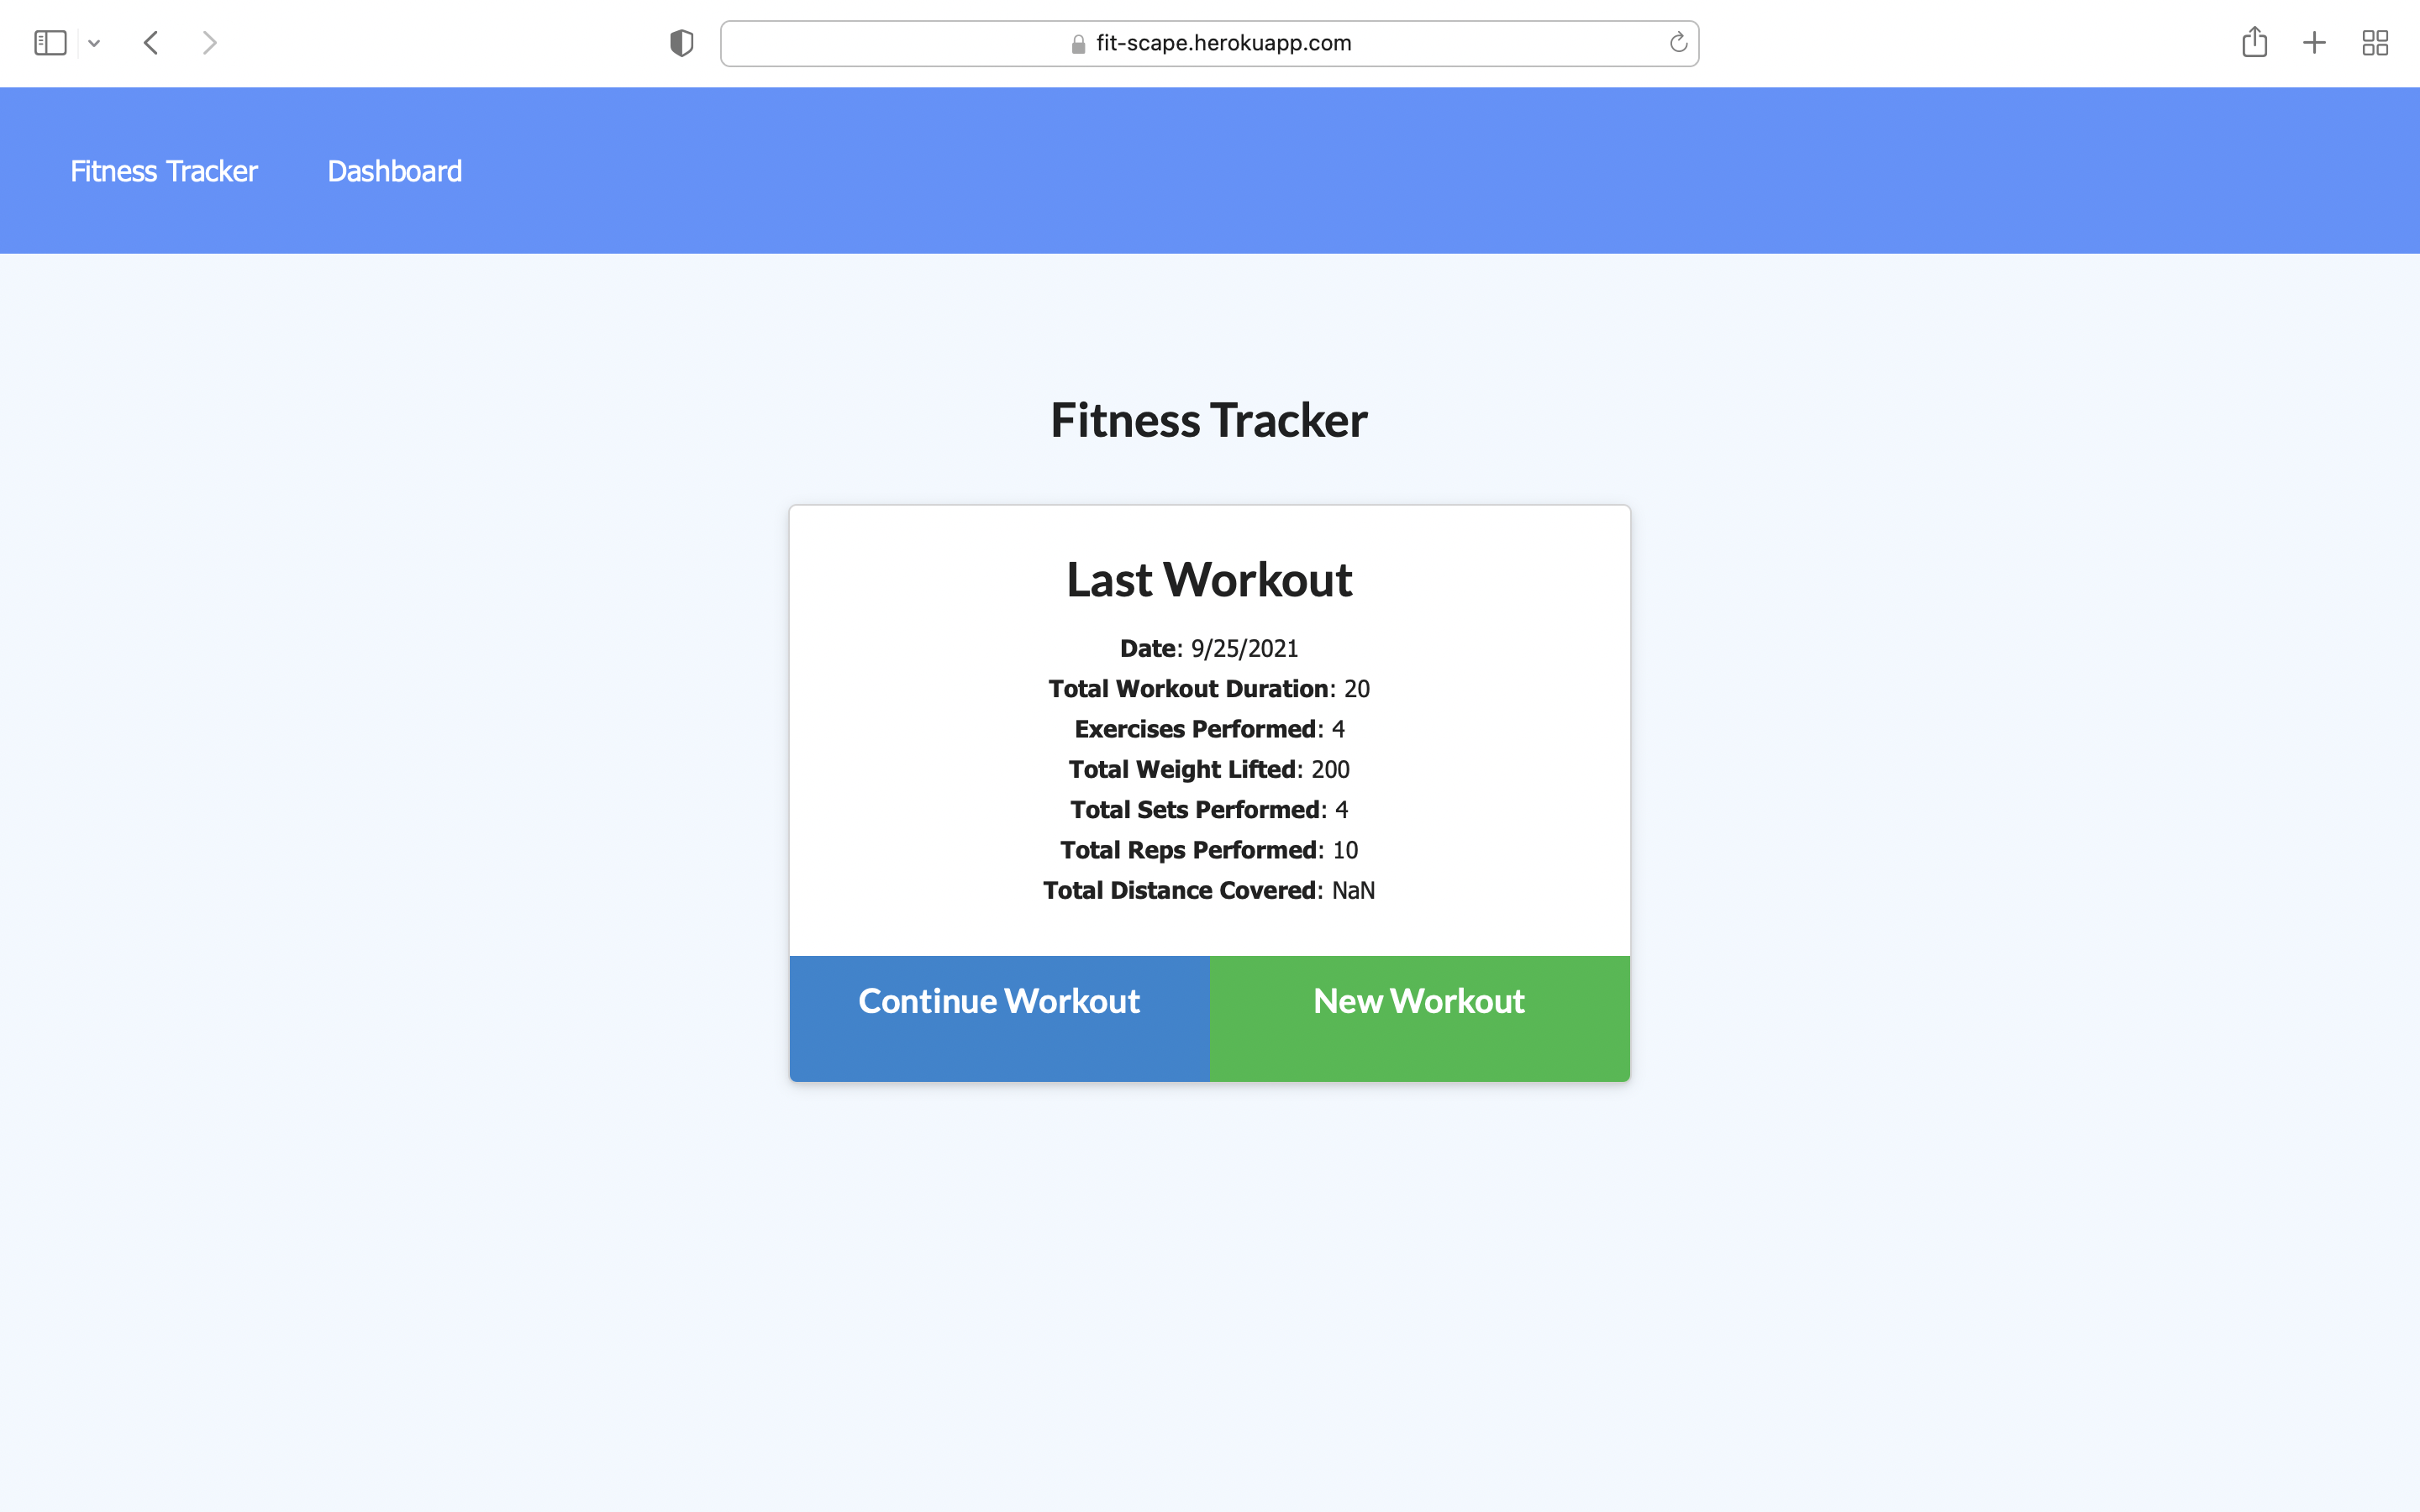 fit-scape.herokuapp.com
Fitness Tracker Dashboard
Fitness Tracker
Last Workout
Date: 9/25/2021
Total Workout Duration: 20
Exercises Performed: 4
Total Weight Lifted: 200
Total Sets Performed: 4
Total Reps Performed: 10
Total Distance Covered: NaN
Continue Workout New Workout